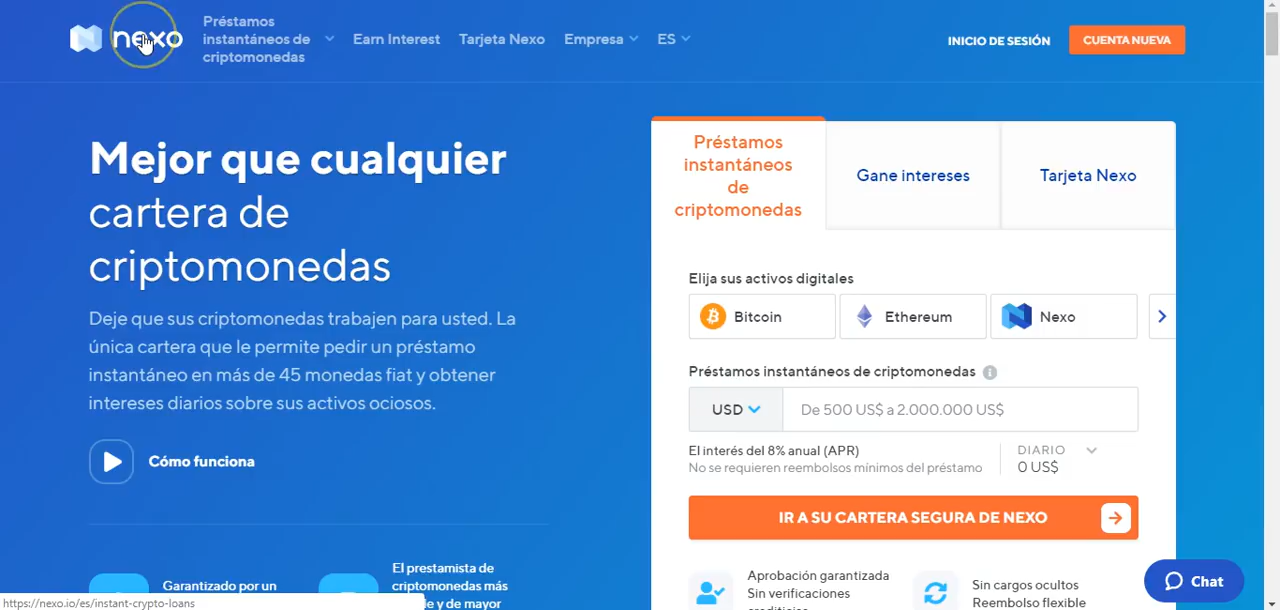 nexo
Préstamos
instantáneos de
criptomonedas
Earn Interest
Tarjeta Nexo
Empresa
ES
INICIO DE SESIÓN
CUENTA NUEVA
Mejor que cualquier
cartera de
criptomonedas
Deje que sus criptomonedas trabajen para usted. La
única cartera que le permite pedir un préstamo
instantáneo en más de 45 monedas fiat y obtener
intereses diarios sobre sus activos ociosos.
Cómo funciona
Garantizado por un
El prestamista de
criptomonedas más
de y de mayor
Préstamos
instantáneos
de
criptomonedas
Gane intereses
Tarjeta Nexo
Elija sus activos digitales
Bitcoin
Ethereum
Nexo
Préstamos instantáneos de criptomonedas
USD
De 500 US$ a 2.000.000 US$
El interés del 8% anual (APR)
No se requieren reembolsos mínimos del préstamo
DIARIO
0 US$
IR A SU CARTERA SEGURA DE NEXO
Aprobación garantizada
Sin verificaciones
Sin cargos ocultos
Reembolso flexible
Chat
https://nexo.io/es/instant-crypto-loans